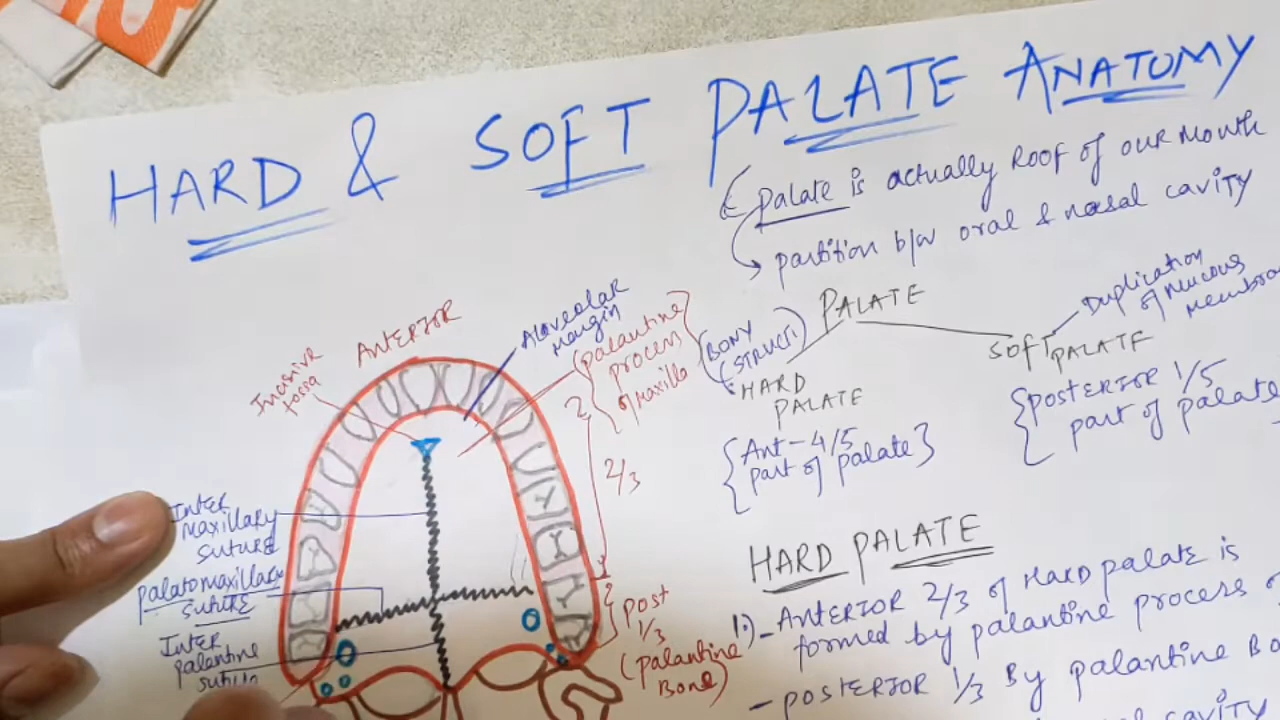 HARD & SOFT PALATE ANATOMY
palate is actually Roof of our Mouth
partition b/w oral & nasal cavity
PALATE
(BONY
STRUCT)
HARD
PALATE
{Ant - 4/5
part of palate}
Duplication
of Mucous
Membran
SOFT
PALATE
{POSTERIOR 1/5
part of palate
ANTERIOR
Incisive
fossa
Alaveolar
Margin
(palantine
process
of Maxilla
2/3
Inter
Maxillary
suture
palatomaxillary
suture
Inter
palantine
suture
Post
1/3
(palantine
Bone)
HARD PALATE
1.) - ANTERIOR 2/3 of HARD palate is
formed by palantine process
- POSTERIOR 1/3 By palantine Bo
cavity